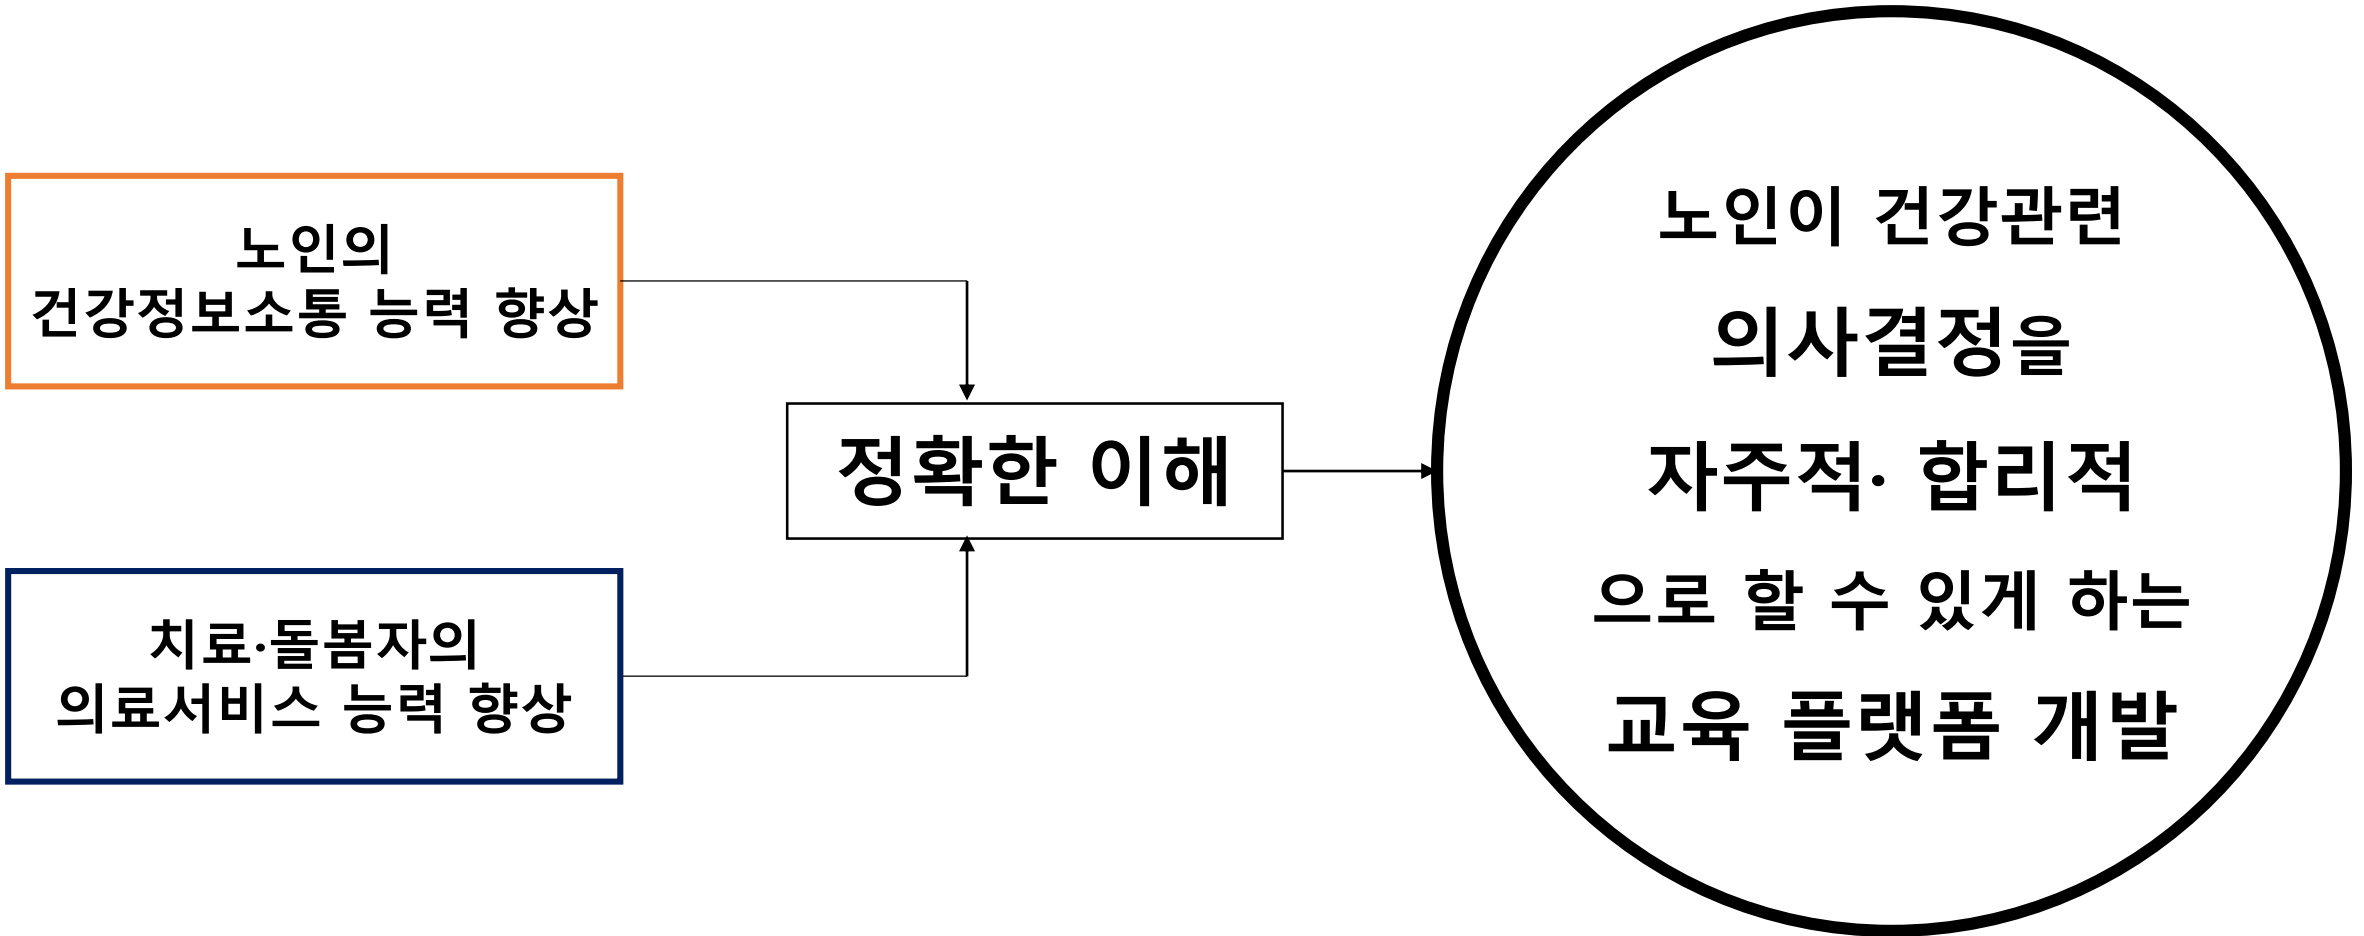 노인의
건강정보소통 능력 향상
치료·돌봄자의
의료서비스 능력 향상
정확한 이해
노인이 건강관련
의사결정을
자주적· 합리적
으로 할 수 있게 하는
교육 플랫폼 개발